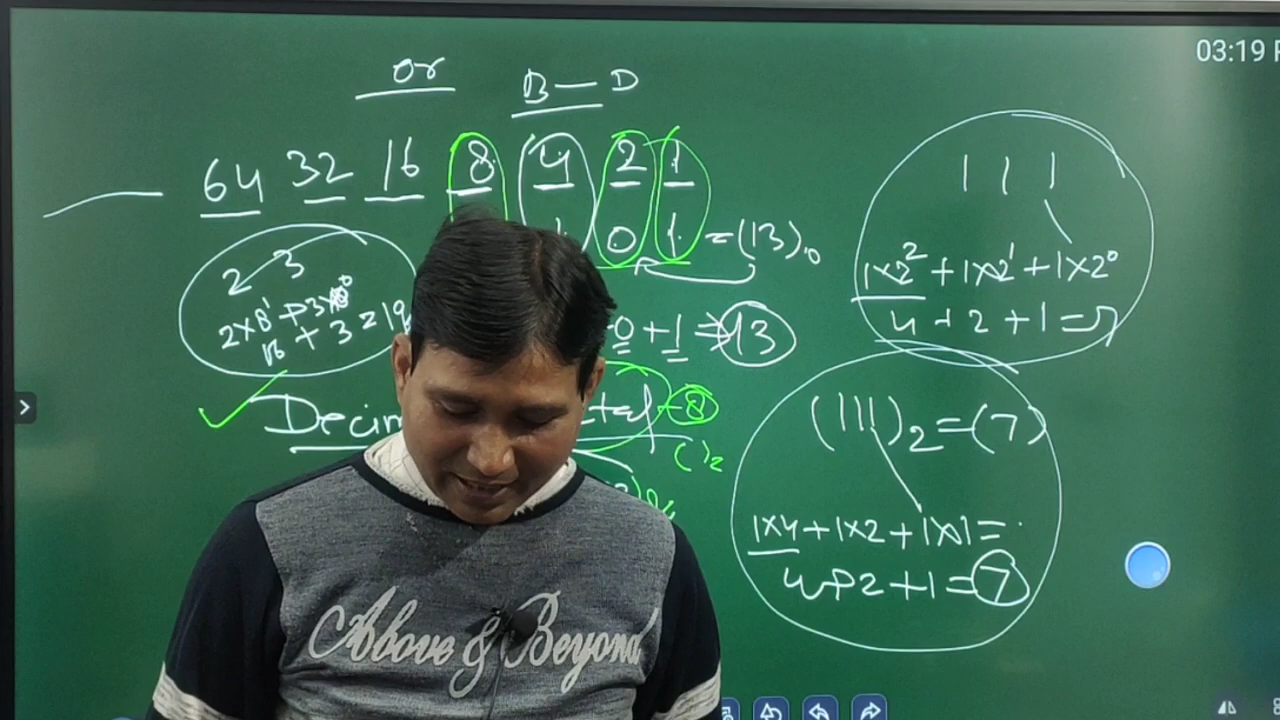 03:19
or
B — D
64 32 16 8 4 2 1
0 1 = (13)₁₀
0 + 1 ⇒ 13
2 3
2×8¹ + 3×8⁰
16 + 3 = 19
Decim
tal - 8
( )₂
)₈
1 1 1
1×2² + 1×2¹ + 1×2⁰
4 + 2 + 1 = 7
(111)₂ = (7)
1×4 + 1×2 + 1×1 =
4 + 2 + 1 = 7
Above & Beyond